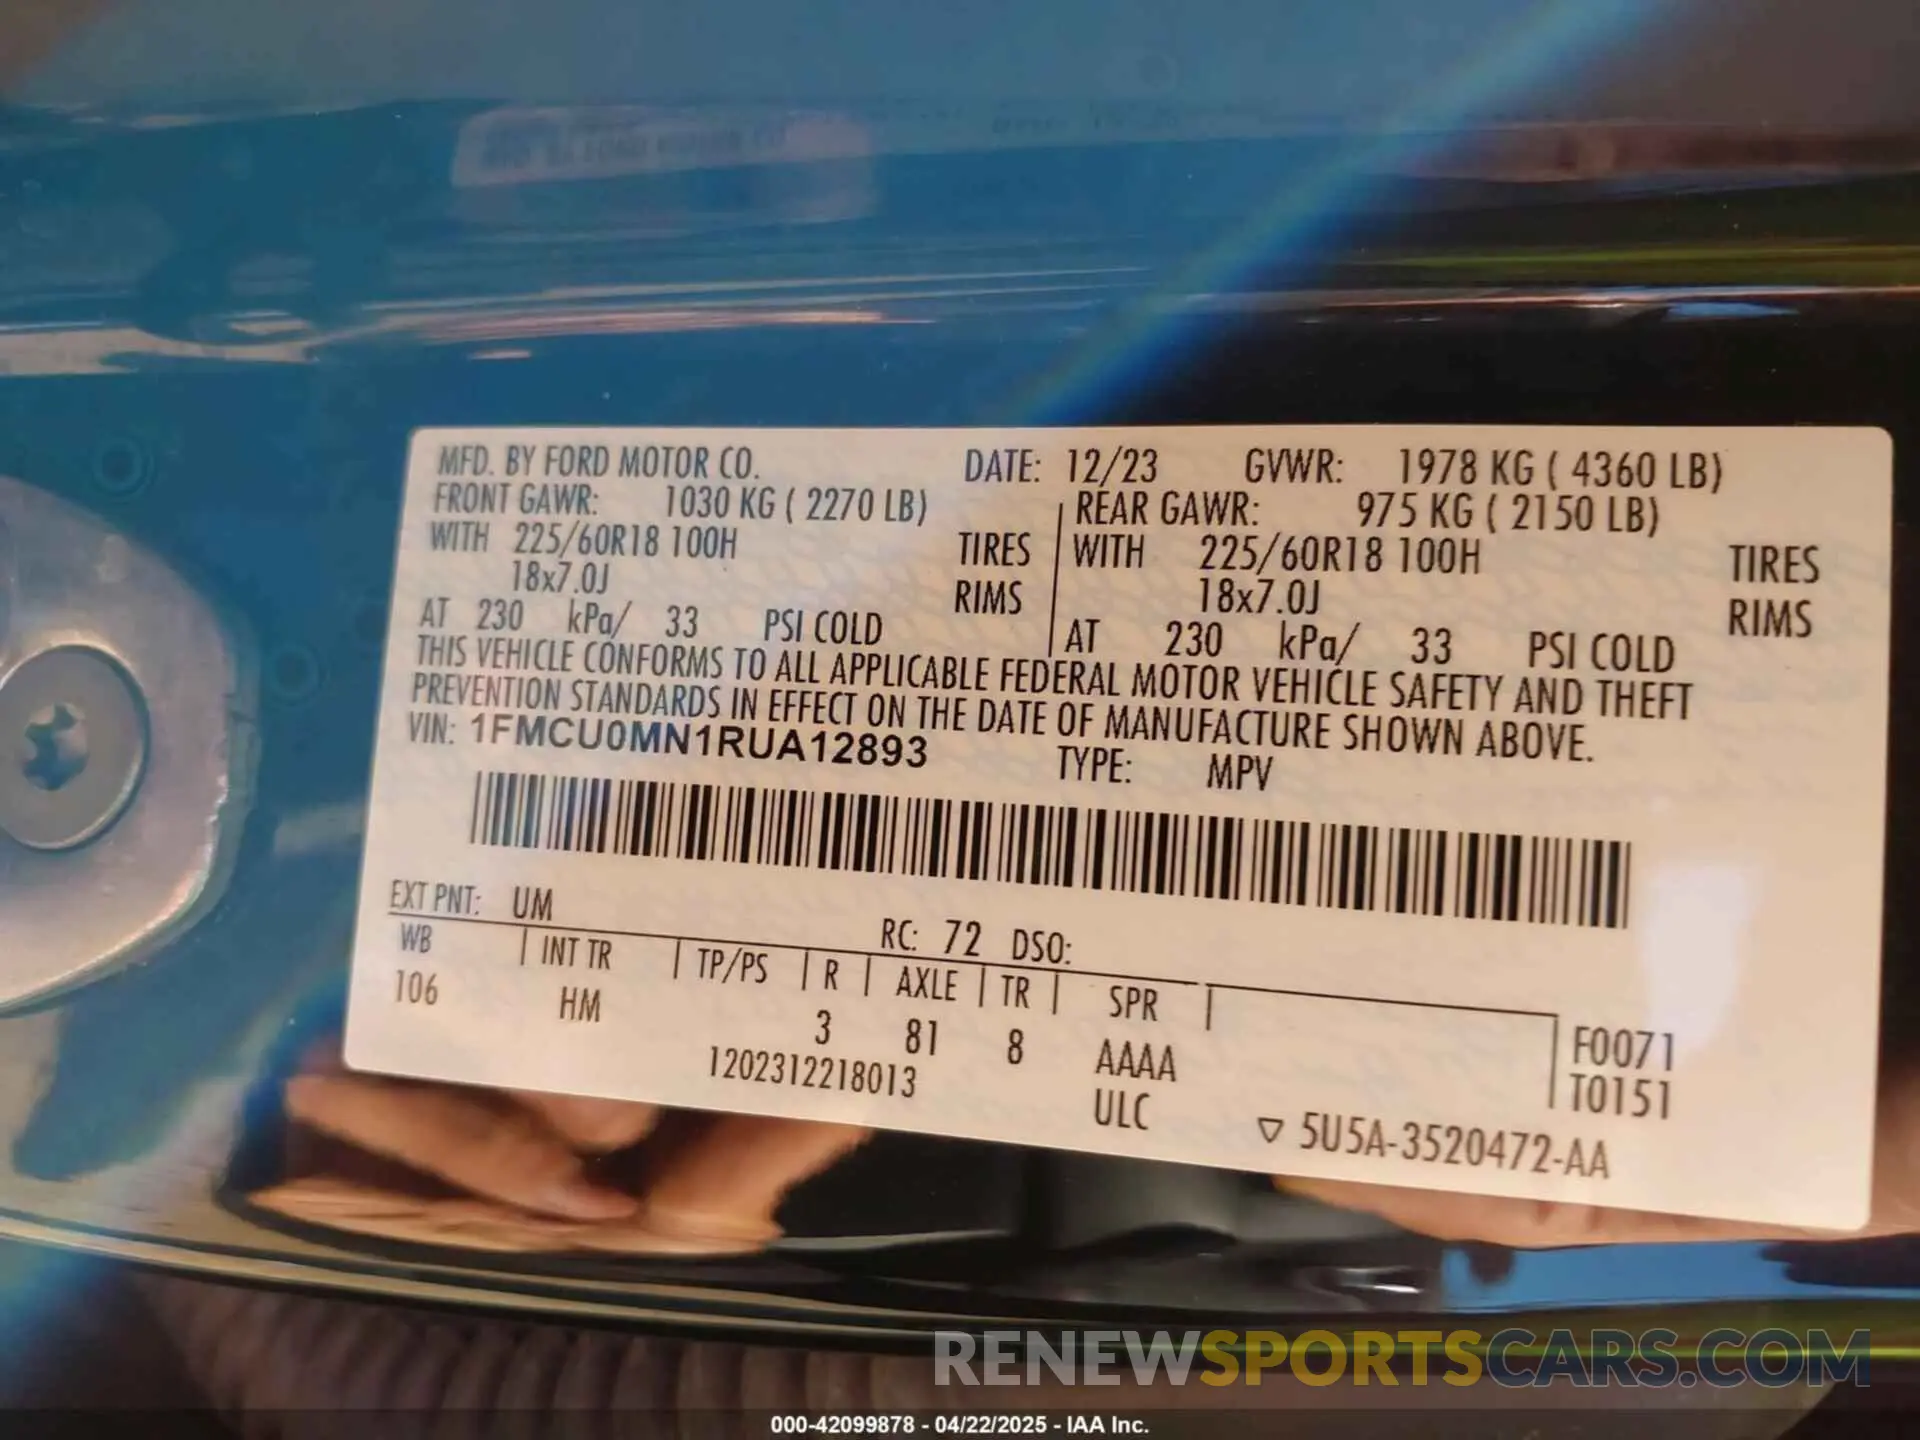 MFD. BY FORD MOTOR CO. DATE: 12/23 GVWR: 1978 KG ( 4360 LB)
FRONT GAWR: 1030 KG ( 2270 LB) REAR GAWR: 975 KG ( 2150 LB)
WITH 225/60R18 100H TIRES WITH 225/60R18 100H TIRES
18x7.0J RIMS 18x7.0J RIMS
AT 230 kPa/ 33 PSI COLD AT 230 kPa/ 33 PSI COLD
THIS VEHICLE CONFORMS TO ALL APPLICABLE FEDERAL MOTOR VEHICLE SAFETY AND THEFT
PREVENTION STANDARDS IN EFFECT ON THE DATE OF MANUFACTURE SHOWN ABOVE.
VIN: 1FMCU0MN1RUA12893 TYPE: MPV
EXT PNT: UM RC: 72 DSO:
WB INT TR TP/PS R AXLE TR SPR
106 HM 3 81 8 AAAA F0071
1202312218013 ULC T0151
▽ 5U5A-3520472-AA
RENEWSPORTSCARS.COM
000-42099878 - 04/22/2025 - IAA Inc.